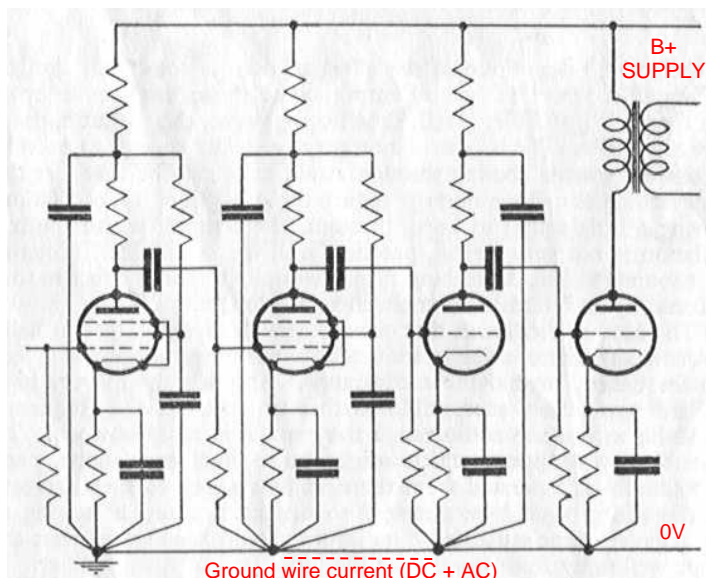 B+
SUPPLY
0V
Ground wire current (DC + AC)